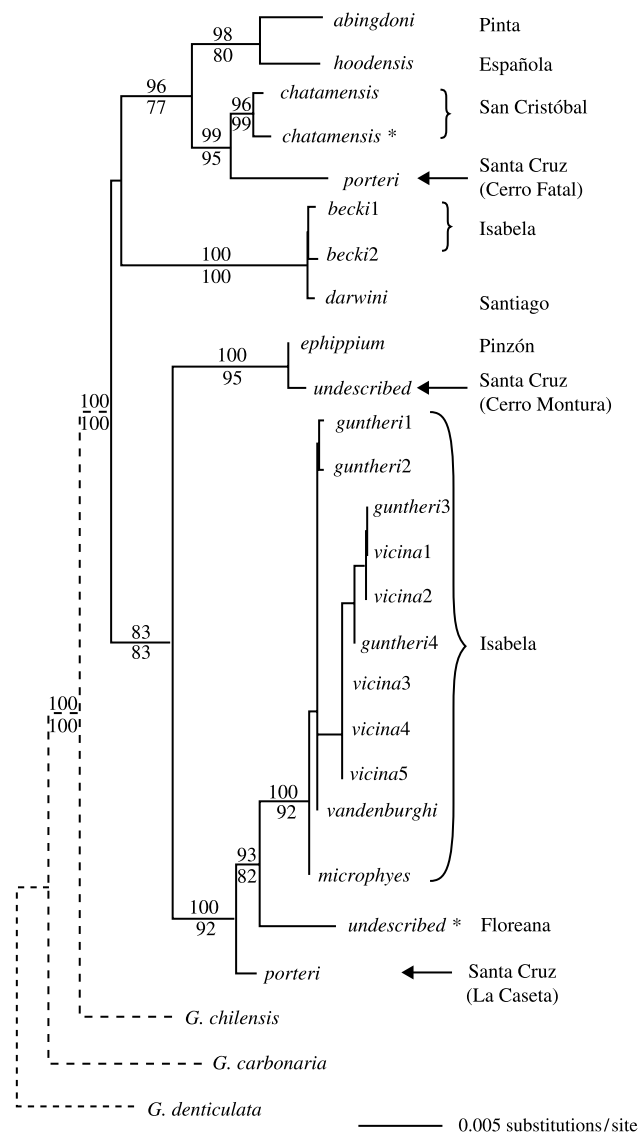 abingdoni Pinta
98
80
hoodensis Española
96
77
chatamensis
96
99
San Cristóbal
99
95
chatamensis *
porteri Santa Cruz
(Cerro Fatal)
becki1
Isabela
100
100
becki2
darwini Santiago
ephippium Pinzón
100
95
undescribed Santa Cruz
(Cerro Montura)
100
100
guntheri1
guntheri2
guntheri3
vicina1
vicina2
83
83
guntheri4 Isabela
vicina3
100
100
vicina4
vicina5
100
92
vandenburghi
93
82
microphyes
100
92
undescribed * Floreana
porteri Santa Cruz
(La Caseta)
G. chilensis
G. carbonaria
G. denticulata
0.005 substitutions/site